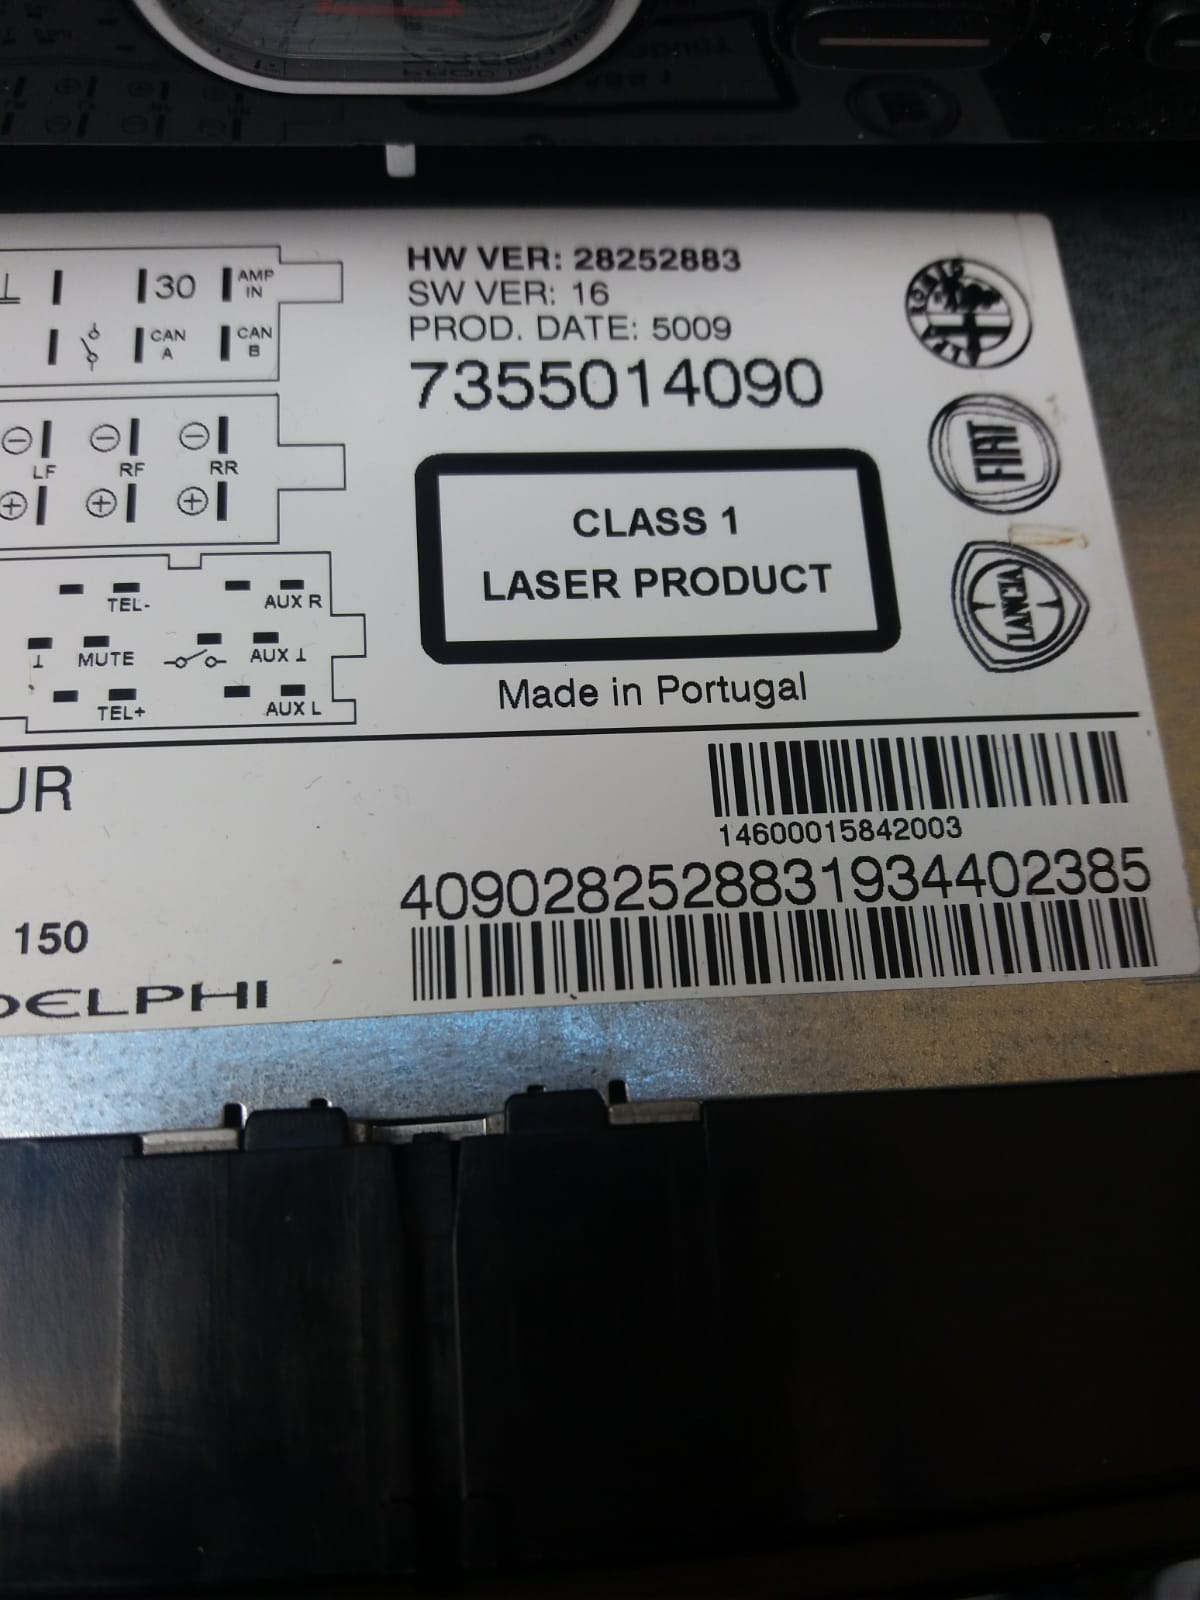 HW VER: 28252883
SW VER: 16
PROD. DATE: 5009
7355014090
30
AMP IN
CAN A
CAN B
LF
RF
RR
CLASS 1
LASER PRODUCT
Made in Portugal
TEL-
AUX R
MUTE
AUX
TEL+
AUX L
FIAT
LANCIA
UR
14600015842003
4090282528831934402385
150
DELPHI